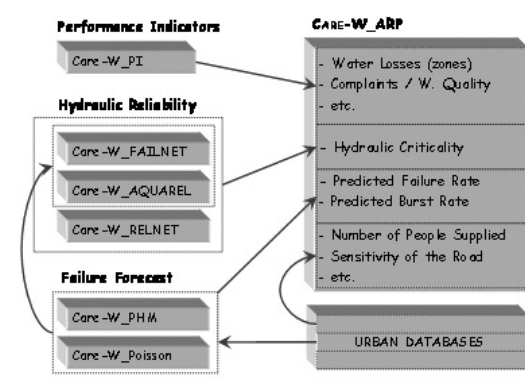 Performance Indicators
Care-W_PI
Hydraulic Reliability
Care-W_FAILNET
Care-W_AQUAREL
Care-W_RELNET
Failure Forecast
Care-W_PHM
Care-W_Poisson
CARE-W_ARP
- Water Losses (zones)
- Complaints / W. Quality
- etc.
- Hydraulic Criticality
- Predicted Failure Rate
- Predicted Burst Rate
- Number of People Supplied
- Sensitivity of the Road
- etc.
URBAN DATABASES